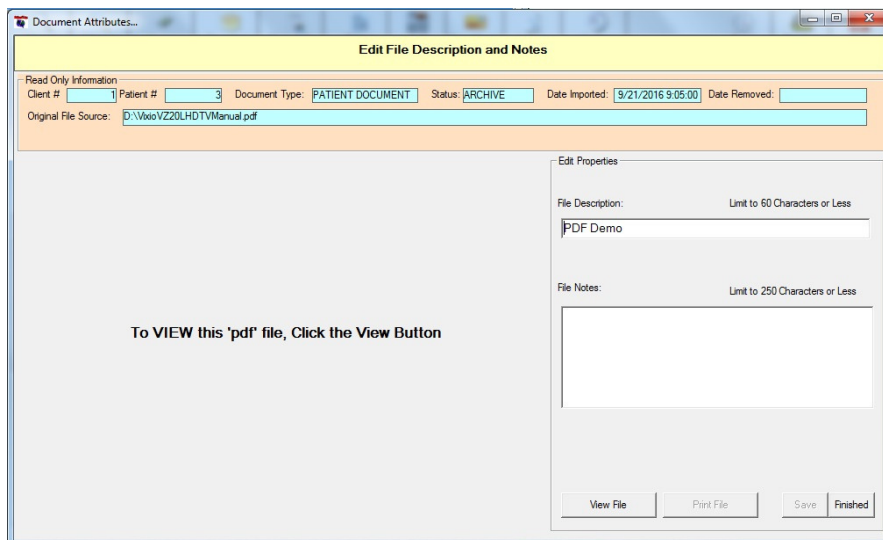 Document Attributes...
Edit File Description and Notes
Read Only Information
Client # 1 Patient # 3 Document Type: PATIENT DOCUMENT Status: ARCHIVE Date Imported: 9/21/2016 9:05:00 Date Removed:
Original File Source: D:\VixioVZ20LHDTVManual.pdf
Edit Properties
File Description: Limit to 60 Characters or Less
PDF Demo
File Notes: Limit to 250 Characters or Less
To VIEW this 'pdf' file, Click the View Button
View File Print File Save Finished